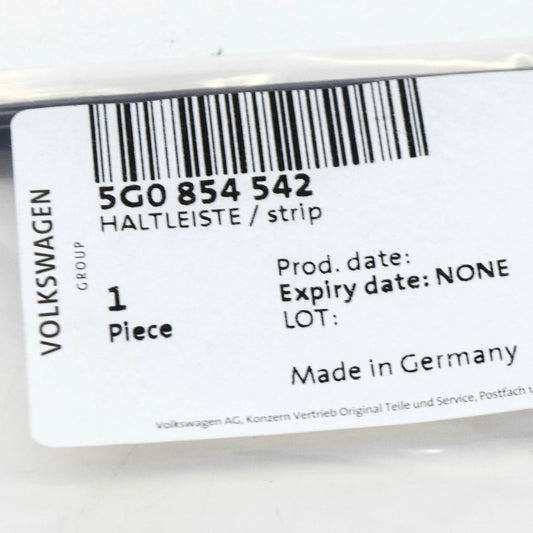 VOLKSWAGEN
GROUP
5G0 854 542
HALTLEISTE / strip
1
Piece
Prod. date:
Expiry date: NONE
LOT:
Made in Germany
Volkswagen AG, Konzern Vertrieb Original Teile und Service, Postfach